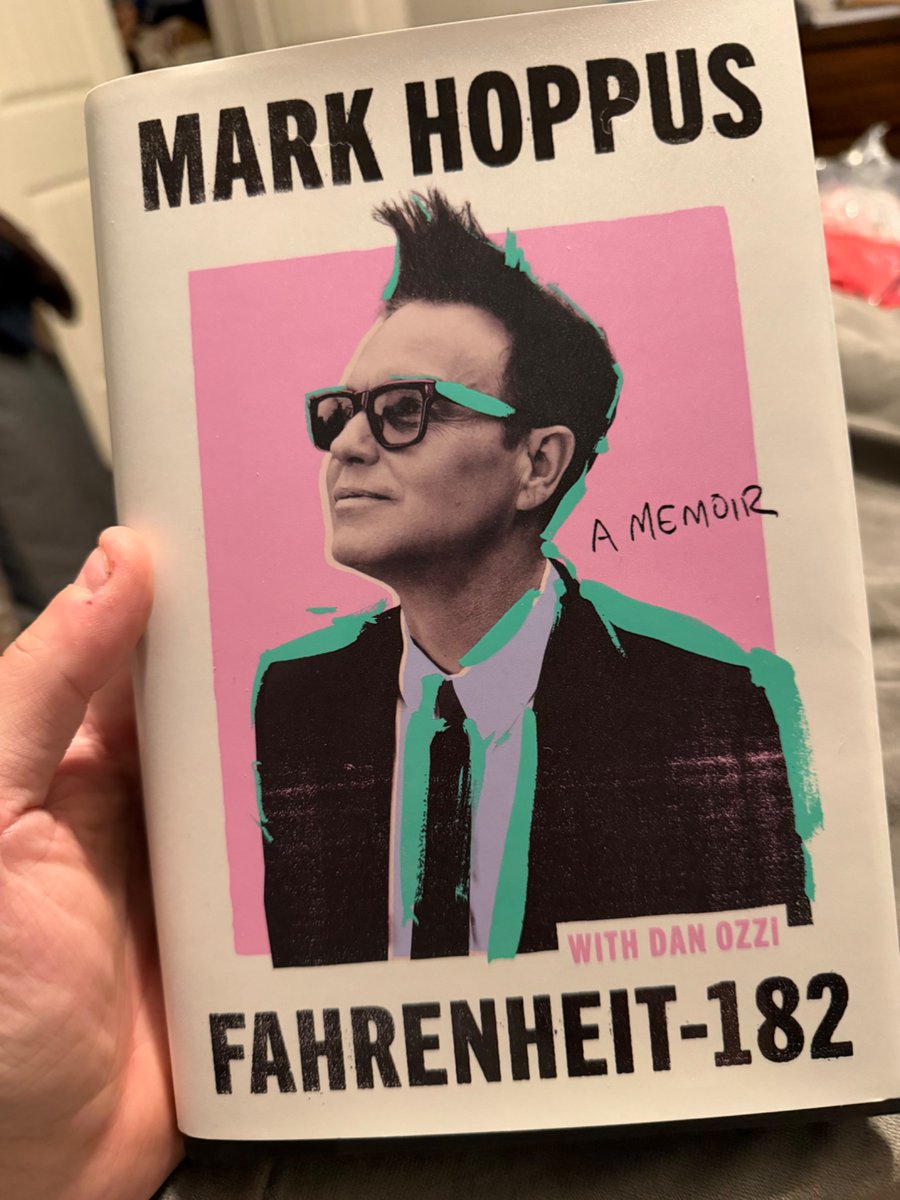 MARK HOPPUS
A MEMOIR
WITH DAN OZZI
FAHRENHEIT-182